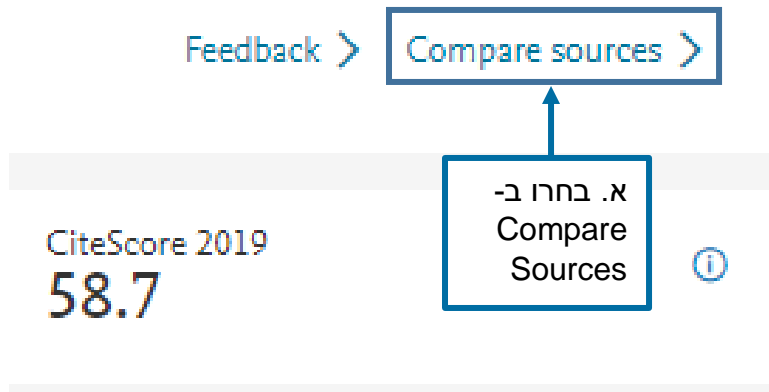 Feedback > Compare sources >
א. בחרו ב-
Compare
Sources
CiteScore 2019
58.7